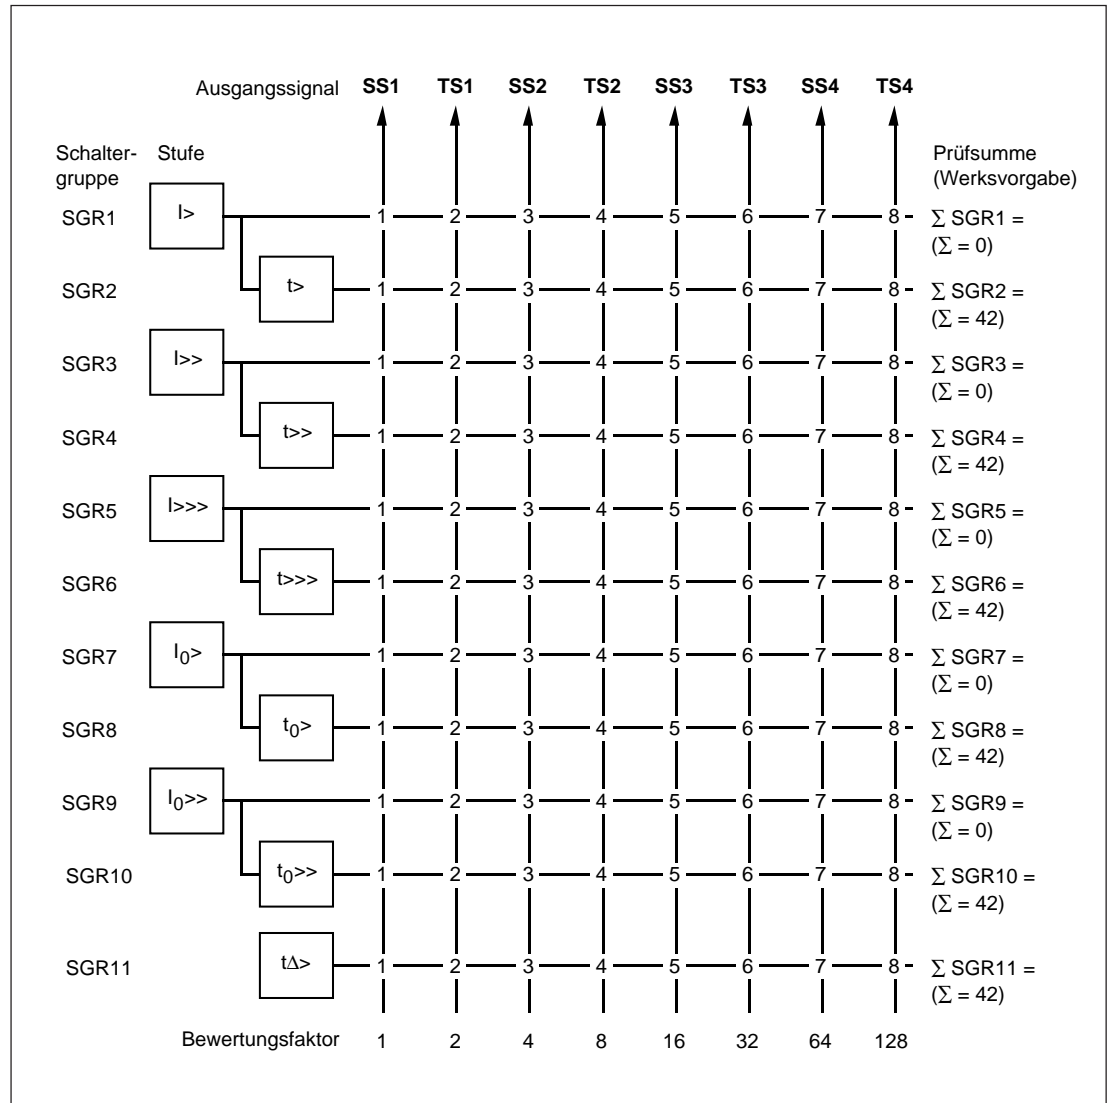 Ausgangssignal SS1 TS1 SS2 TS2 SS3 TS3 SS4 TS4
Schalter- Stufe Prüfsumme
gruppe (Werksvorgabe)
SGR1 I> 1 2 3 4 5 6 7 8 ∑ SGR1 =
(∑ = 0)
SGR2 t> 1 2 3 4 5 6 7 8 ∑ SGR2 =
(∑ = 42)
SGR3 I>> 1 2 3 4 5 6 7 8 ∑ SGR3 =
(∑ = 0)
SGR4 t>> 1 2 3 4 5 6 7 8 ∑ SGR4 =
(∑ = 42)
SGR5 I>>> 1 2 3 4 5 6 7 8 ∑ SGR5 =
(∑ = 0)
SGR6 t>>> 1 2 3 4 5 6 7 8 ∑ SGR6 =
(∑ = 42)
SGR7 I0> 1 2 3 4 5 6 7 8 ∑ SGR7 =
(∑ = 0)
SGR8 t0> 1 2 3 4 5 6 7 8 ∑ SGR8 =
(∑ = 42)
SGR9 I0>> 1 2 3 4 5 6 7 8 ∑ SGR9 =
(∑ = 0)
SGR10 t0>> 1 2 3 4 5 6 7 8 ∑ SGR10 =
(∑ = 42)
SGR11 t∆> 1 2 3 4 5 6 7 8 ∑ SGR11 =
(∑ = 42)
Bewertungsfaktor 1 2 4 8 16 32 64 128